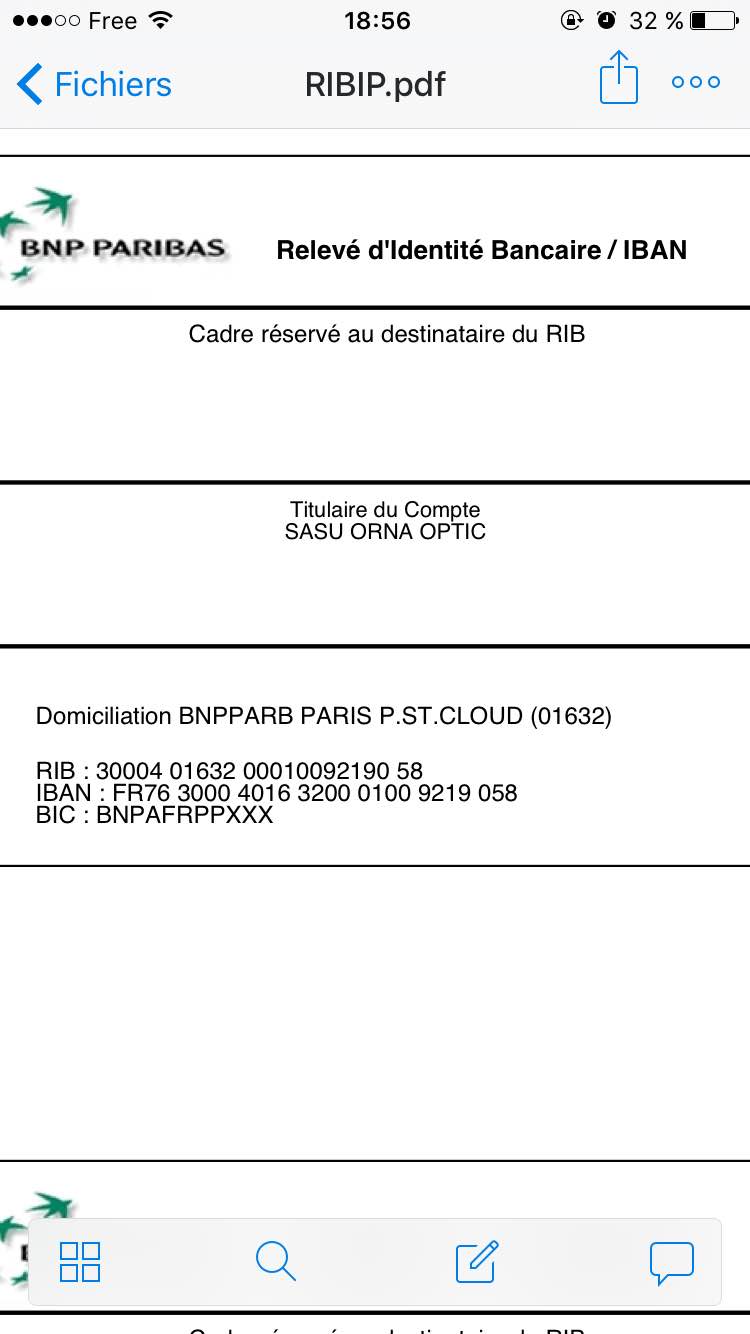 Free 18:56 32 %
Fichiers RIBIP.pdf
BNP PARIBAS Relevé d'Identité Bancaire / IBAN
Cadre réservé au destinataire du RIB
Titulaire du Compte
SASU ORNA OPTIC
Domiciliation BNPPARB PARIS P.ST.CLOUD (01632)
RIB : 30004 01632 00010092190 58
IBAN : FR76 3000 4016 3200 0100 9219 058
BIC : BNPAFRPPXXX